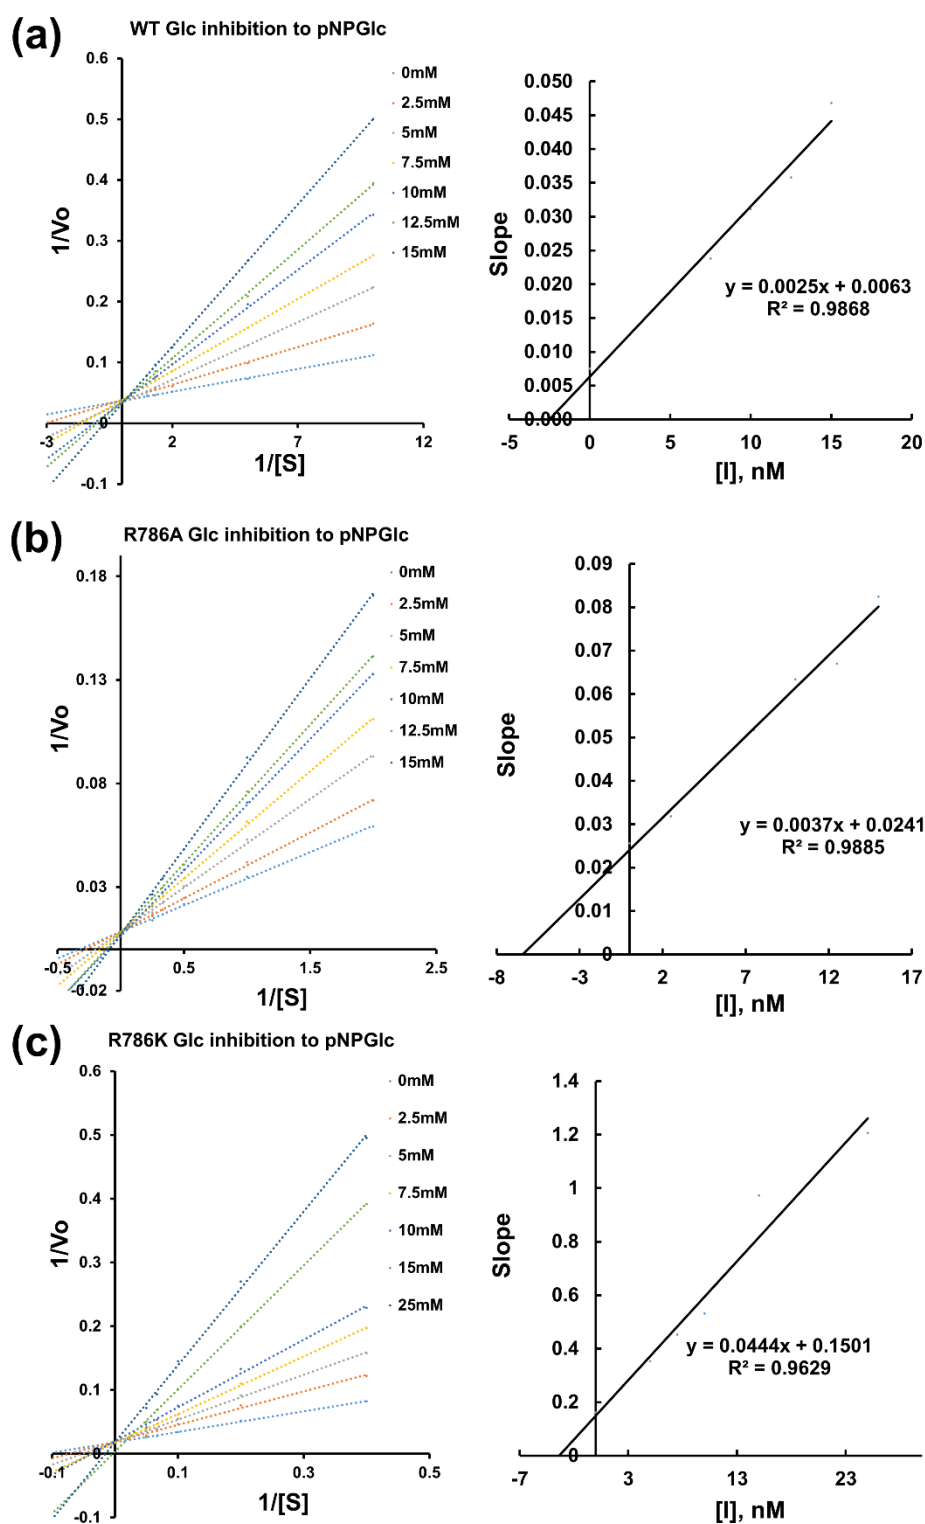 (a)
WT Glc inhibition to pNPGlc
0.6
0.5
0.4
0.3
0.2
0.1
0
-0.1
-3
2
7
12
1/Vo
1/[S]
0mM
2.5mM
5mM
7.5mM
10mM
12.5mM
15mM
0.050
0.045
0.040
0.035
0.030
0.025
0.020
0.015
0.010
0.005
0.000
-5
0
5
10
15
20
Slope
[I], nM
y = 0.0025x + 0.0063
R² = 0.9868
(b)
R786A Glc inhibition to pNPGlc
0.18
0.13
0.08
0.03
-0.02
-0.5
0.5
1.5
2.5
1/Vo
1/[S]
0mM
2.5mM
5mM
7.5mM
10mM
12.5mM
15mM
0.09
0.08
0.07
0.06
0.05
0.04
0.03
0.02
0.01
0
-8
-3
2
7
12
17
Slope
[I], nM
y = 0.0037x + 0.0241
R² = 0.9885
(c)
R786K Glc inhibition to pNPGlc
0.6
0.5
0.4
0.3
0.2
0.1
0
-0.1
-0.1
0.1
0.3
0.5
1/Vo
1/[S]
0mM
2.5mM
5mM
7.5mM
10mM
15mM
25mM
1.4
1.2
1
0.8
0.6
0.4
0.2
0
-7
3
13
23
Slope
[I], nM
y = 0.0444x + 0.1501
R² = 0.9629